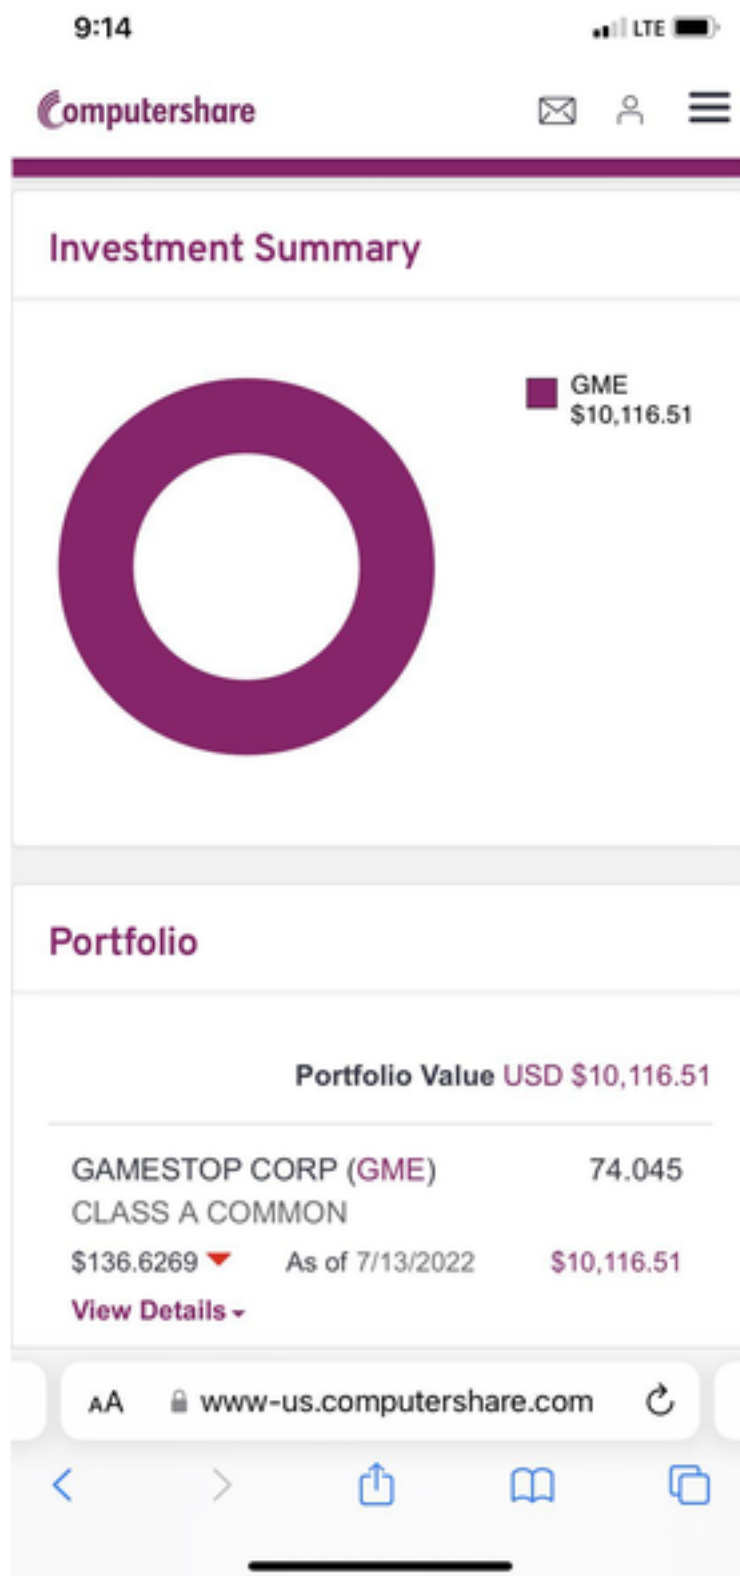 9:14 LTE
Computershare
Investment Summary
GME
$10,116.51
Portfolio
Portfolio Value USD $10,116.51
GAMESTOP CORP (GME) 74.045
CLASS A COMMON
$136.6269 As of 7/13/2022 $10,116.51
View Details
AA www-us.computershare.com